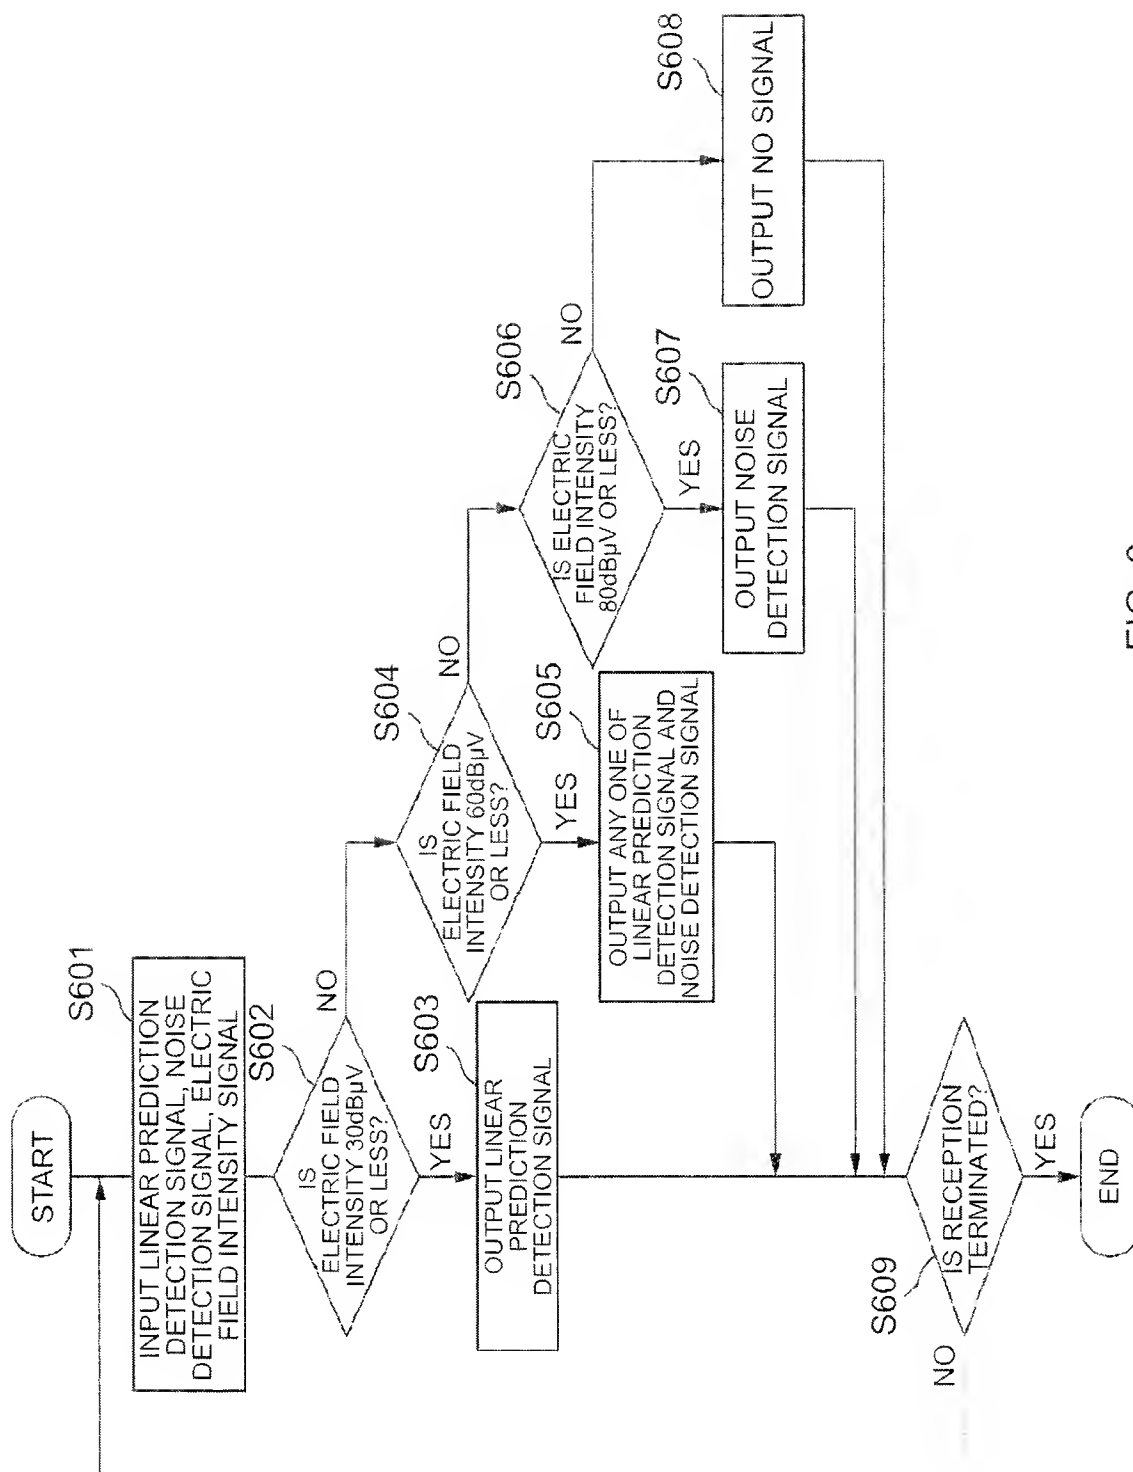 START
S601
INPUT LINEAR PREDICTION
DETECTION SIGNAL, NOISE
DETECTION SIGNAL, ELECTRIC
FIELD INTENSITY SIGNAL
S602
IS
ELECTRIC FIELD
INTENSITY 30dBµV
OR LESS?
NO
YES
S603
OUTPUT LINEAR
PREDICTION
DETECTION SIGNAL
S604
IS
ELECTRIC FIELD
INTENSITY 60dBµV
OR LESS?
NO
YES
S605
OUTPUT ANY ONE OF
LINEAR PREDICTION
DETECTION SIGNAL AND
NOISE DETECTION SIGNAL
S606
IS ELECTRIC
FIELD INTENSITY
80dBµV OR LESS?
NO
YES
S607
OUTPUT NOISE
DETECTION SIGNAL
S608
OUTPUT NO SIGNAL
S609
IS RECEPTION
TERMINATED?
NO
YES
END
FIG.